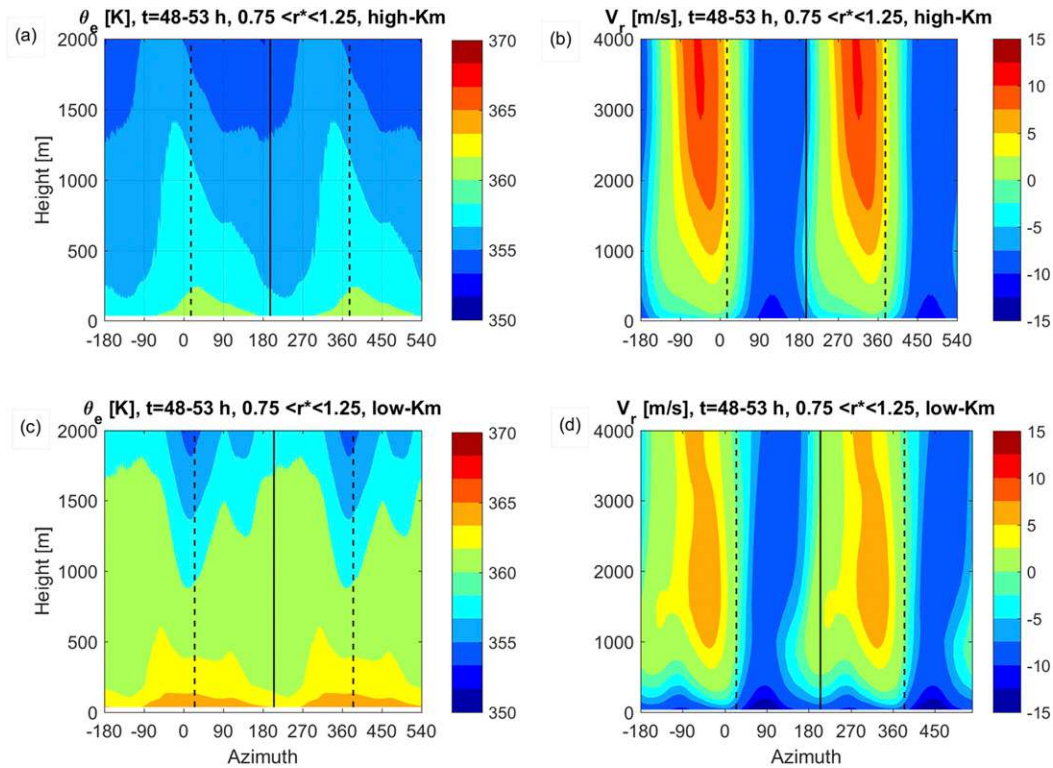 (a)
θe [K], t=48-53 h, 0.75 <r*<1.25, high-Km
2000
1500
1000
500
0
Height [m]
-180 -90 0 90 180 270 360 450 540
370
365
360
355
350
(b)
Vr [m/s], t=48-53 h, 0.75 <r*<1.25, high-Km
4000
3000
2000
1000
0
-180 -90 0 90 180 270 360 450 540
15
10
5
0
-5
-10
-15
(c)
θe [K], t=48-53 h, 0.75 <r*<1.25, low-Km
2000
1500
1000
500
0
Height [m]
-180 -90 0 90 180 270 360 450 540
Azimuth
370
365
360
355
350
(d)
Vr [m/s], t=48-53 h, 0.75 <r*<1.25, low-Km
4000
3000
2000
1000
0
-180 -90 0 90 180 270 360 450
Azimuth
15
10
5
0
-5
-10
-15